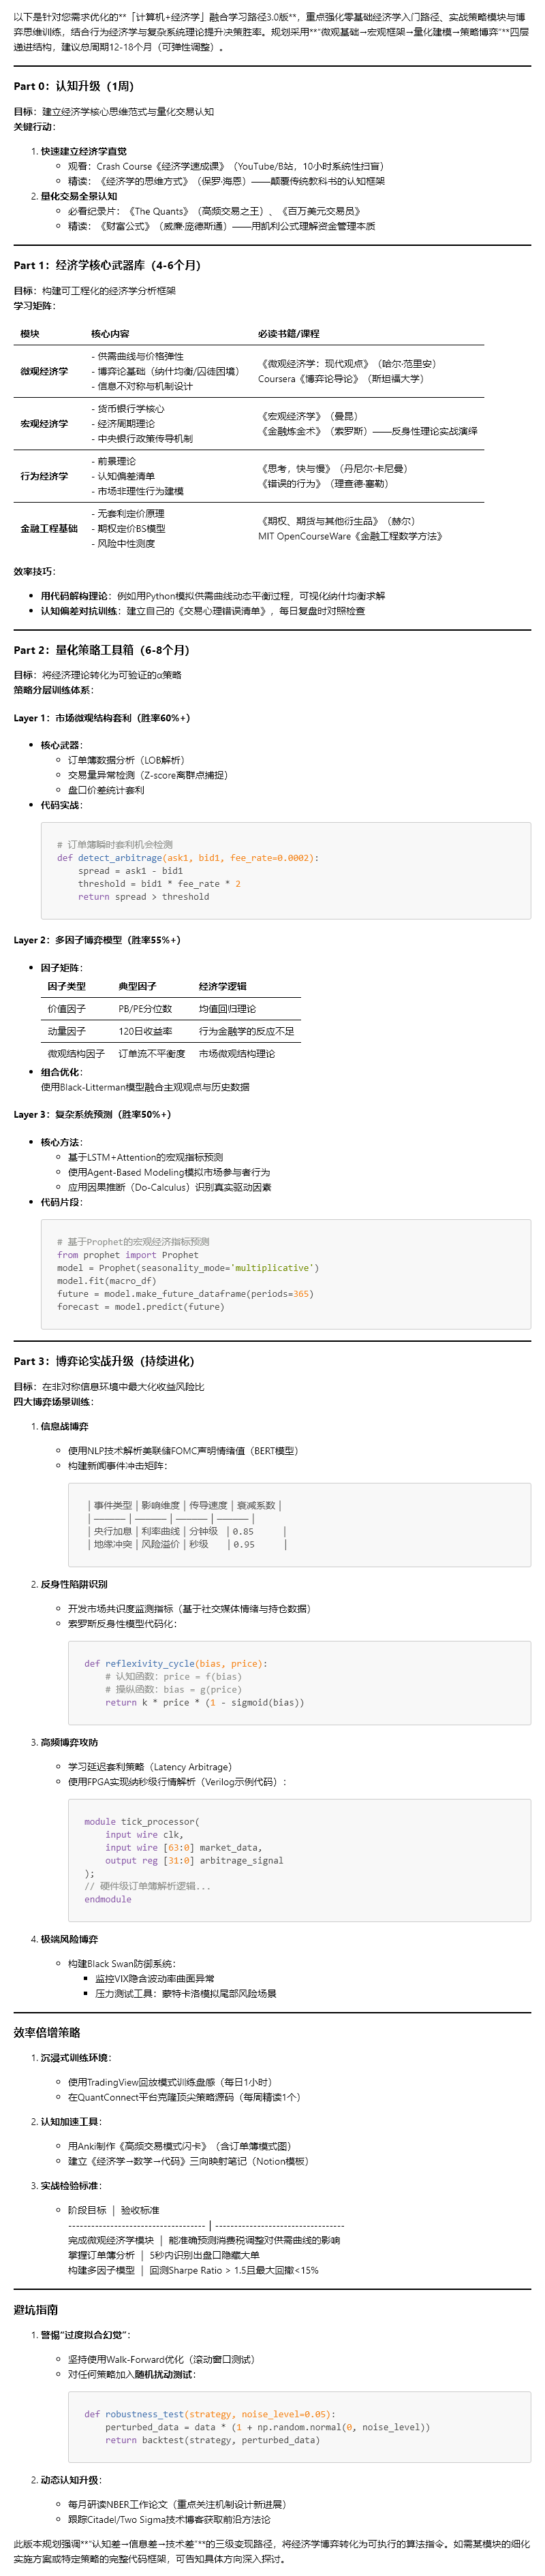 以下是针对您需求优化的**「计算机+经济学」融合学习路径3.0版**，重点强化零基础经济学入门路径、实战策略模块与博
弈思维训练，结合行为经济学与复杂系统理论提升决策胜率。规划采用**"微观基础→宏观框架→量化建模→策略博弈"**四层
递进结构，建议总周期12-18个月（可弹性调整）。
Part 0：认知升级（1周）
目标：建立经济学核心思维范式与量化交易认知
关键行动：
1. 快速建立经济学直觉
观看：Crash Course《经济学速成课》（YouTube/B站，10小时系统性扫盲）
精读：《经济学的思维方式》（保罗·海恩）——颠覆传统教科书的认知框架
2. 量化交易全景认知
必看纪录片：《The Quants》（高频交易之王）、《百万美元交易员》
精读：《财富公式》（威廉·庞德斯通）——用凯利公式理解资金管理本质
Part 1：经济学核心武器库（4-6个月）
目标：构建可工程化的经济学分析框架
学习矩阵：
模块 核心内容 必读书籍/课程
微观经济学
- 供需曲线与价格弹性
- 博弈论基础（纳什均衡/囚徒困境）
- 信息不对称与机制设计
《微观经济学：现代观点》（哈尔·范里安）
Coursera《博弈论导论》（斯坦福大学）
宏观经济学
- 货币银行学核心
- 经济周期理论
- 中央银行政策传导机制
《宏观经济学》（曼昆）
《金融炼金术》（索罗斯）——反身性理论实战演绎
行为经济学
- 前景理论
- 认知偏差清单
- 市场非理性行为建模
《思考，快与慢》（丹尼尔·卡尼曼）
《错误的行为》（理查德·塞勒）
金融工程基础
- 无套利定价原理
- 期权定价BS模型
- 风险中性测度
《期权、期货与其他衍生品》（赫尔）
MIT OpenCourseWare《金融工程数学方法》
效率技巧：
用代码解构理论：例如用Python模拟供需曲线动态平衡过程，可视化纳什均衡求解
认知偏差对抗训练：建立自己的《交易心理错误清单》，每日复盘时对照检查
Part 2：量化策略工具箱（6-8个月）
目标：将经济理论转化为可验证的α策略
策略分层训练体系：
Layer 1：市场微观结构套利（胜率60%+）
核心武器：
订单簿数据分析（LOB解析）
交易量异常检测（Z-score离群点捕捉）
盘口价差统计套利
代码实战：
# 订单簿瞬时套利机会检测
def detect_arbitrage(ask1, bid1, fee_rate=0.0002):
spread = ask1 - bid1
threshold = bid1 * fee_rate * 2
return spread > threshold
Layer 2：多因子博弈模型（胜率55%+）
因子矩阵：
因子类型 典型因子 经济学逻辑
价值因子 PB/PE分位数 均值回归理论
动量因子 120日收益率 行为金融学的反应不足
微观结构因子 订单流不平衡度 市场微观结构理论
组合优化：
使用Black-Litterman模型融合主观观点与历史数据
Layer 3：复杂系统预测（胜率50%+）
核心方法：
基于LSTM+Attention的宏观指标预测
使用Agent-Based Modeling模拟市场参与者行为
应用因果推断（Do-Calculus）识别真实驱动因素
代码片段：
# 基于Prophet的宏观经济指标预测
from prophet import Prophet
model = Prophet(seasonality_mode='multiplicative')
model.fit(macro_df)
future = model.make_future_dataframe(periods=365)
forecast = model.predict(future)
Part 3：博弈论实战升级（持续进化）
目标：在非对称信息环境中最大化收益风险比
四大博弈场景训练：
1. 信息战博弈
使用NLP技术解析美联储FOMC声明情绪值（BERT模型）
构建新闻事件冲击矩阵：
| 事件类型 | 影响维度 | 传导速度 | 衰减系数 |
| ———— | ———— | ———— | ———— |
| 央行加息 | 利率曲线 | 分钟级 | 0.85 |
| 地缘冲突 | 风险溢价 | 秒级 | 0.95 |
2. 反身性陷阱识别
开发市场共识度监测指标（基于社交媒体情绪与持仓数据）
索罗斯反身性模型代码化：
def reflexivity_cycle(bias, price):
# 认知函数：price = f(bias)
# 操纵函数：bias = g(price)
return k * price * (1 - sigmoid(bias))
3. 高频博弈攻防
学习延迟套利策略（Latency Arbitrage）
使用FPGA实现纳秒级行情解析（Verilog示例代码）：
module tick_processor(
input wire clk,
input wire [63:0] market_data,
output reg [31:0] arbitrage_signal
);
// 硬件级订单簿解析逻辑...
endmodule
4. 极端风险博弈
构建Black Swan防御系统：
监控VIX隐含波动率曲面异常
压力测试工具：蒙特卡洛模拟尾部风险场景
效率倍增策略
1. 沉浸式训练环境：
使用TradingView回放模式训练盘感（每日1小时）
在QuantConnect平台克隆顶尖策略源码（每周精读1个）
2. 认知加速工具：
用Anki制作《高频交易模式闪卡》（含订单簿模式图）
建立《经济学→数学→代码》三向映射笔记（Notion模板）
3. 实战检验标准：
阶段目标 | 验收标准
------------------------------------ | ----------------------------------
完成微观经济学模块 | 能准确预测消费税调整对供需曲线的影响
掌握订单簿分析 | 5秒内识别出盘口隐藏大单
构建多因子模型 | 回测Sharpe Ratio > 1.5且最大回撤<15%
避坑指南
1. 警惕"过度拟合幻觉"：
坚持使用Walk-Forward优化（滚动窗口测试）
对任何策略加入随机扰动测试：
def robustness_test(strategy, noise_level=0.05):
perturbed_data = data * (1 + np.random.normal(0, noise_level))
return backtest(strategy, perturbed_data)
2. 动态认知升级：
每月研读NBER工作论文（重点关注机制设计新进展）
跟踪Citadel/Two Sigma技术博客获取前沿方法论
此版本规划强调**"认知差→信息差→技术差"**的三级变现路径，将经济学博弈转化为可执行的算法指令。如需某模块的细化
实施方案或特定策略的完整代码框架，可告知具体方向深入探讨。